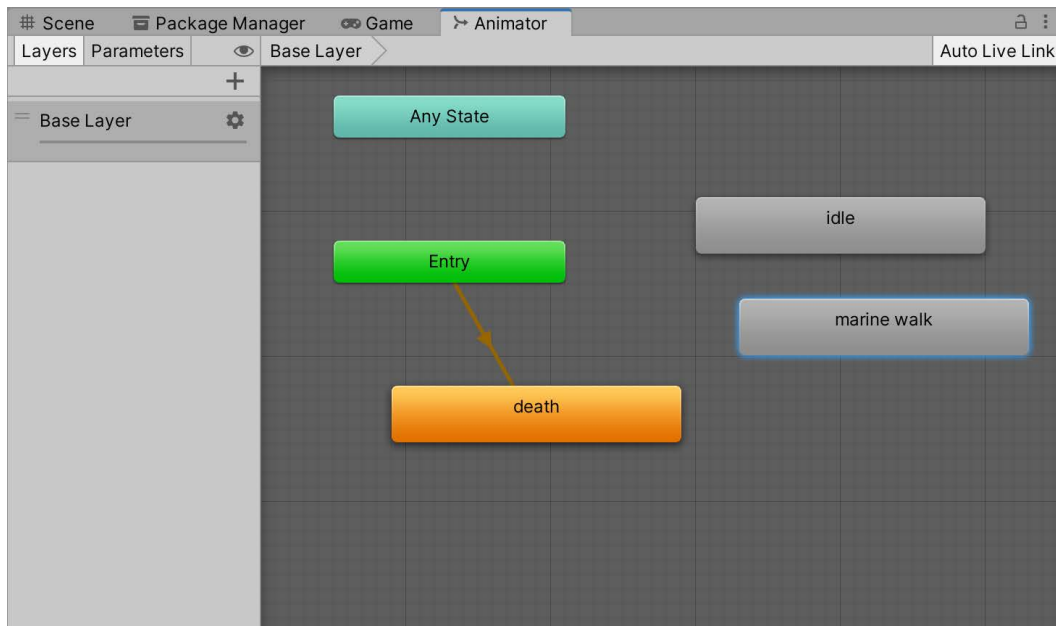 Scene Package Manager Game Animator
Layers Parameters Base Layer Auto Live Link
Base Layer
Any State
idle
Entry
marine walk
death